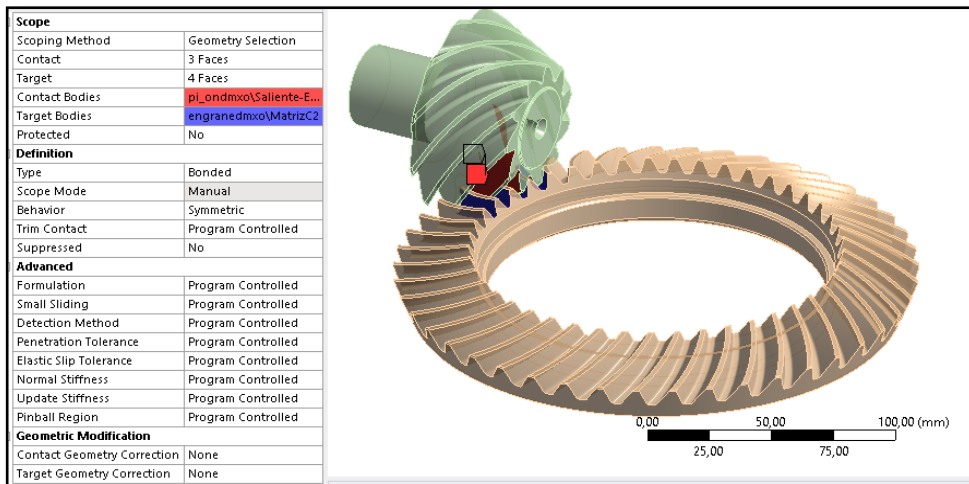 Scope
Scoping Method Geometry Selection
Contact 3 Faces
Target 4 Faces
Contact Bodies pi_ondmxo\Saliente-E...
Target Bodies engranedmxo\MatrizC2
Protected No
Definition
Type Bonded
Scope Mode Manual
Behavior Symmetric
Trim Contact Program Controlled
Suppressed No
Advanced
Formulation Program Controlled
Small Sliding Program Controlled
Detection Method Program Controlled
Penetration Tolerance Program Controlled
Elastic Slip Tolerance Program Controlled
Normal Stiffness Program Controlled
Update Stiffness Program Controlled
Pinball Region Program Controlled
Geometric Modification
Contact Geometry Correction None
Target Geometry Correction None
0,00 50,00 100,00 (mm)
25,00 75,00